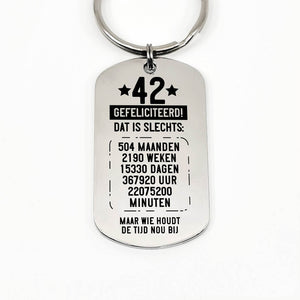 ★42★
GEFELICITEERD!
DAT IS SLECHTS:
504 MAANDEN
2190 WEKEN
15330 DAGEN
367920 UUR
22075200
MINUTEN
MAAR WIE HOUDT
DE TIJD NOU BIJ